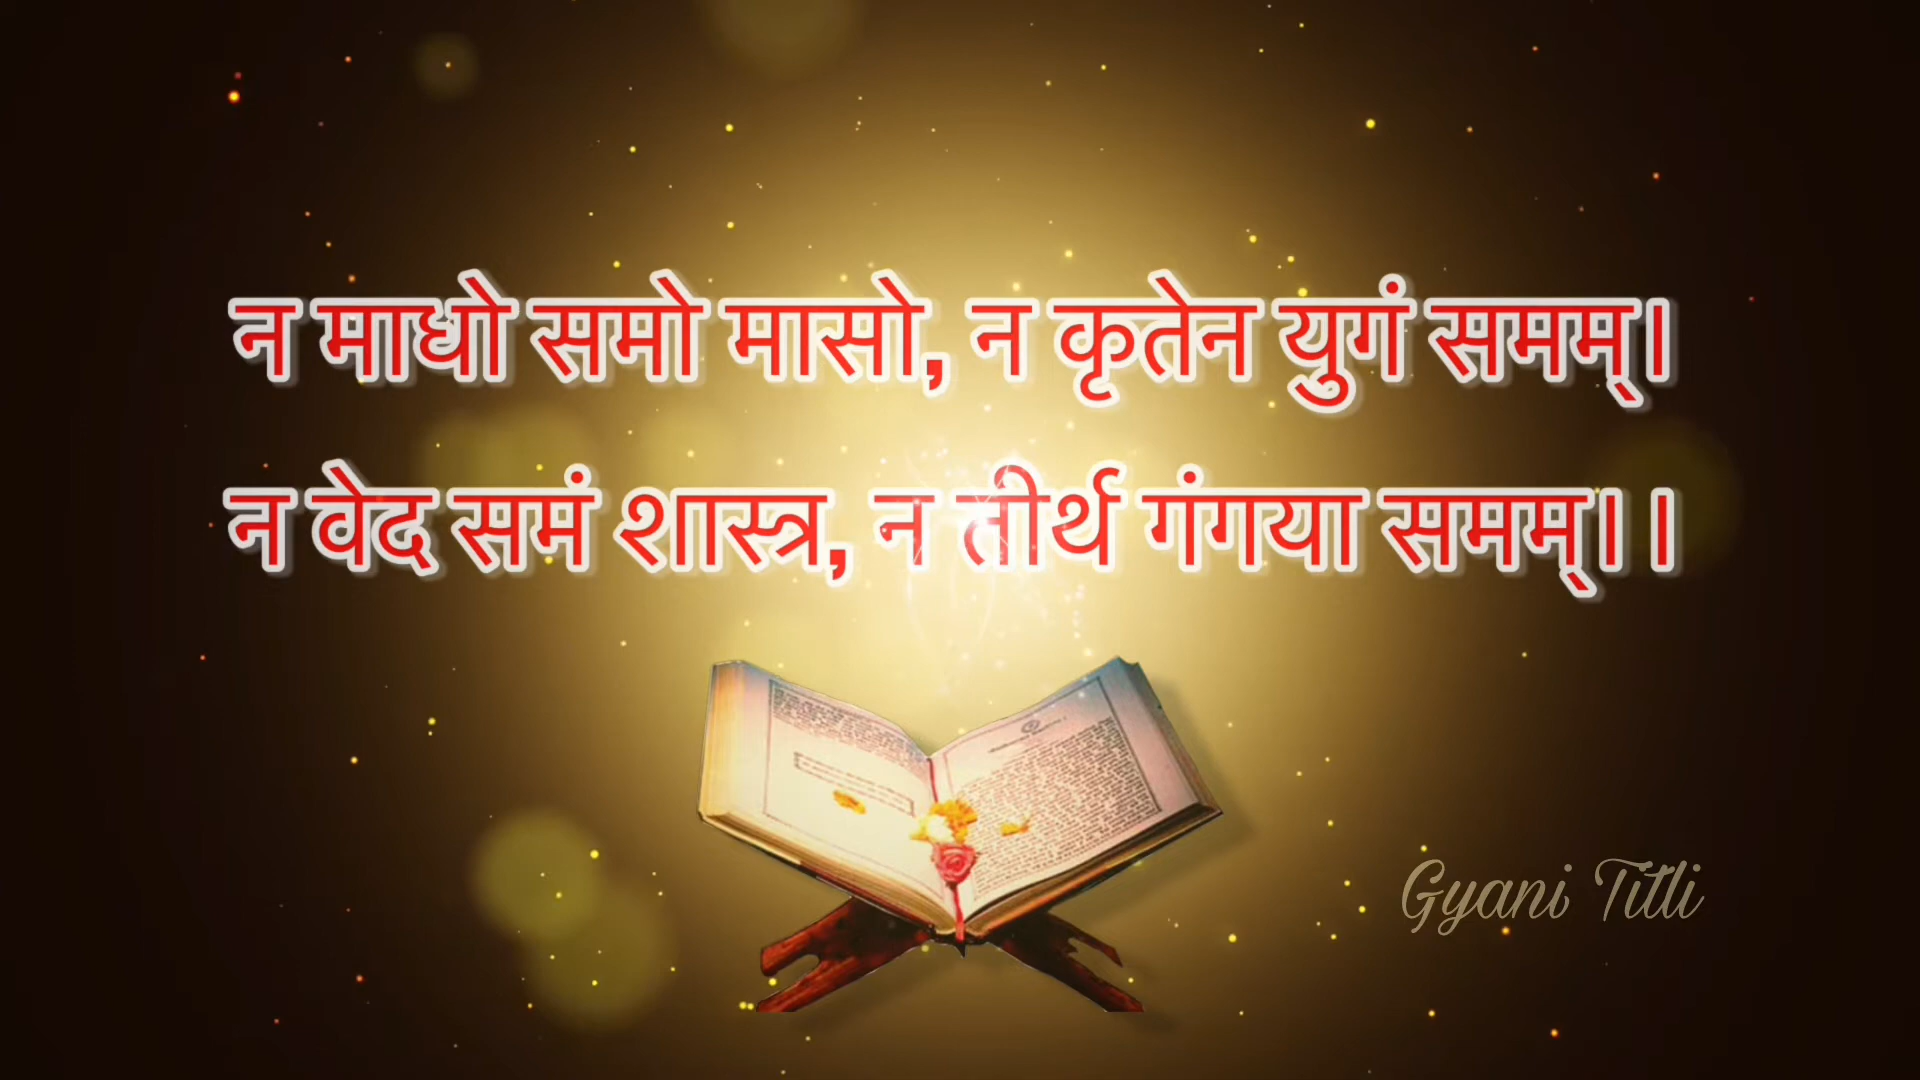 न माधो समो मासो, न कृतेन युगं समम्।
न वेद समं शास्त्र, न तीर्थ गंगया समम्।।
Gyani Titli